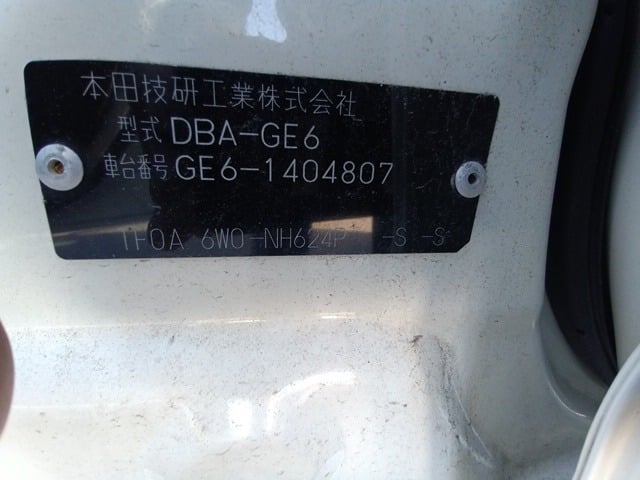 本田技研工業株式会社
型式 DBA-GE6
車台番号 GE6-1404807
1F0A 6W0-NH624P -S -S